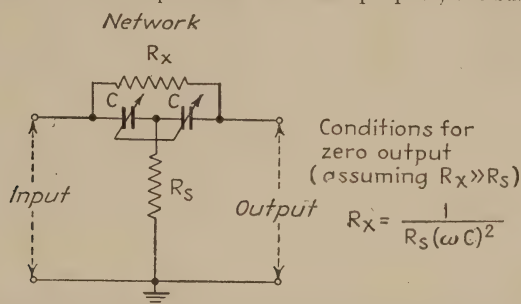 Network
Rx
C
C
Rs
Input
Output
Conditions for
zero output
(assuming Rx≫Rs)
Rx = 1 / Rs(ωC)²